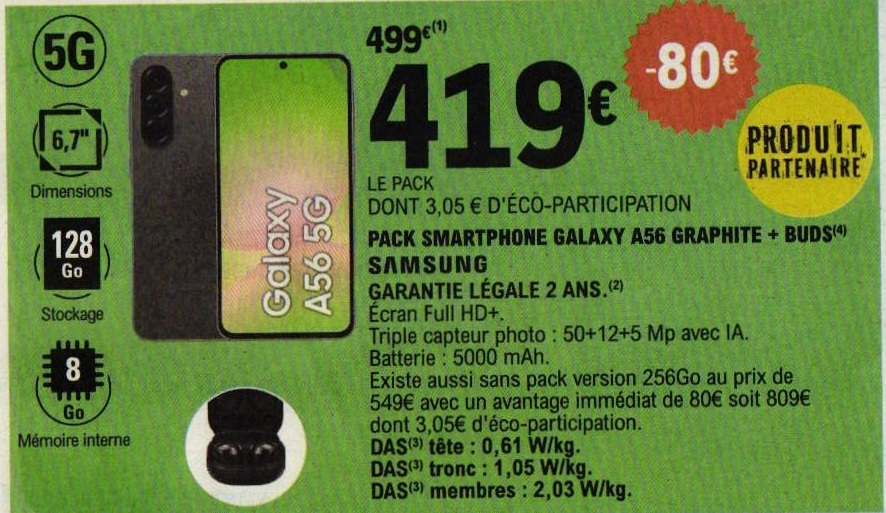 5G
6,7"
Dimensions
128
Go
Stockage
8
Go
Mémoire interne
Galaxy
A56 5G
499€(1)
419€
-80€
PRODUIT
PARTENAIRE*
LE PACK
DONT 3,05 € D'ÉCO-PARTICIPATION
PACK SMARTPHONE GALAXY A56 GRAPHITE + BUDS(4)
SAMSUNG
GARANTIE LÉGALE 2 ANS.(2)
Écran Full HD+.
Triple capteur photo : 50+12+5 Mp avec IA.
Batterie : 5000 mAh.
Existe aussi sans pack version 256Go au prix de
549€ avec un avantage immédiat de 80€ soit 809€
dont 3,05€ d'éco-participation.
DAS(3) tête : 0,61 W/kg.
DAS(3) tronc : 1,05 W/kg.
DAS(3) membres : 2,03 W/kg.